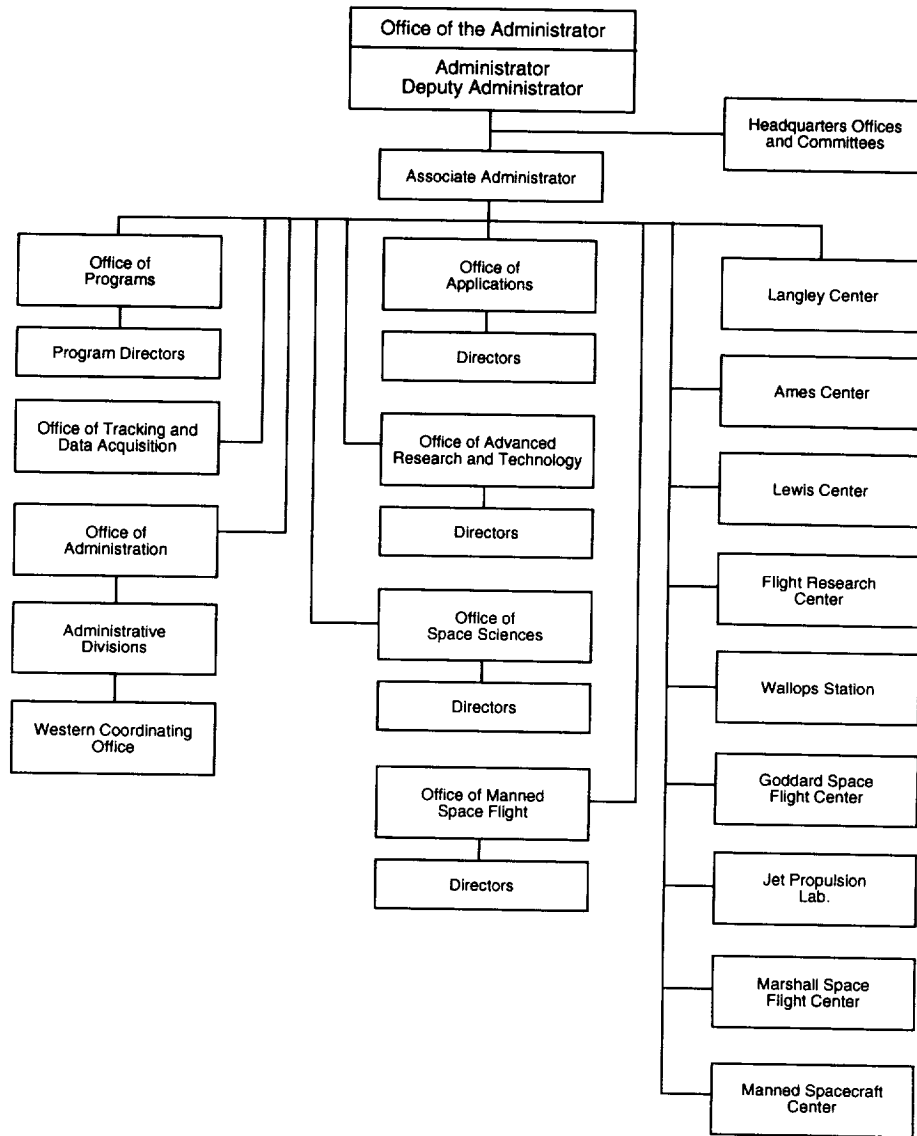 Office of the Administrator
Administrator
Deputy Administrator
Headquarters Offices
and Committees
Associate Administrator
Office of
Programs
Program Directors
Office of Tracking and
Data Acquisition
Office of
Administration
Administrative
Divisions
Western Coordinating
Office
Office of
Applications
Directors
Office of Advanced
Research and Technology
Directors
Office of
Space Sciences
Directors
Office of Manned
Space Flight
Directors
Langley Center
Ames Center
Lewis Center
Flight Research
Center
Wallops Station
Goddard Space
Flight Center
Jet Propulsion
Lab.
Marshall Space
Flight Center
Manned Spacecraft
Center